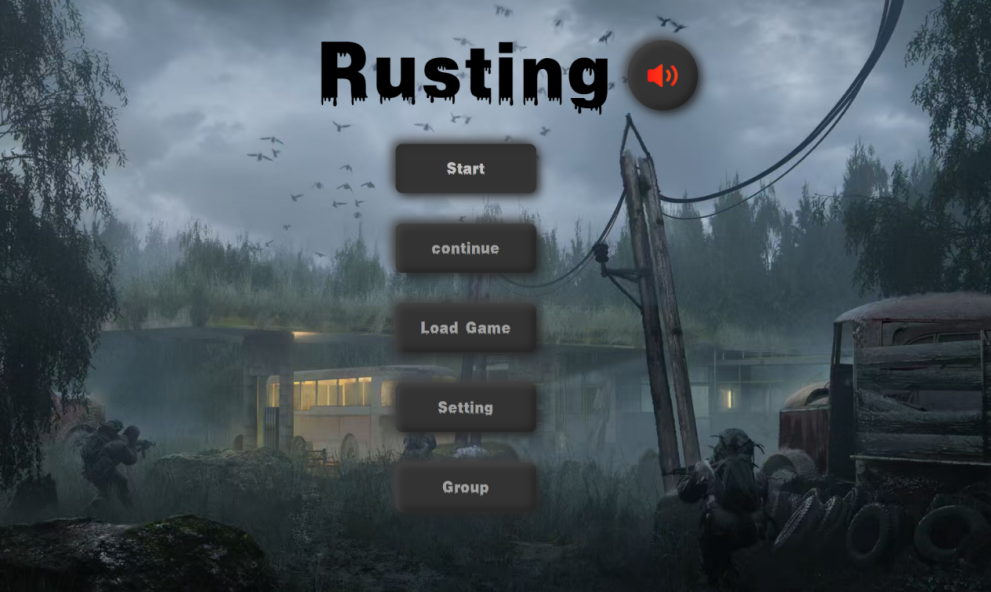 Rusting
Start
continue
Load Game
Setting
Group